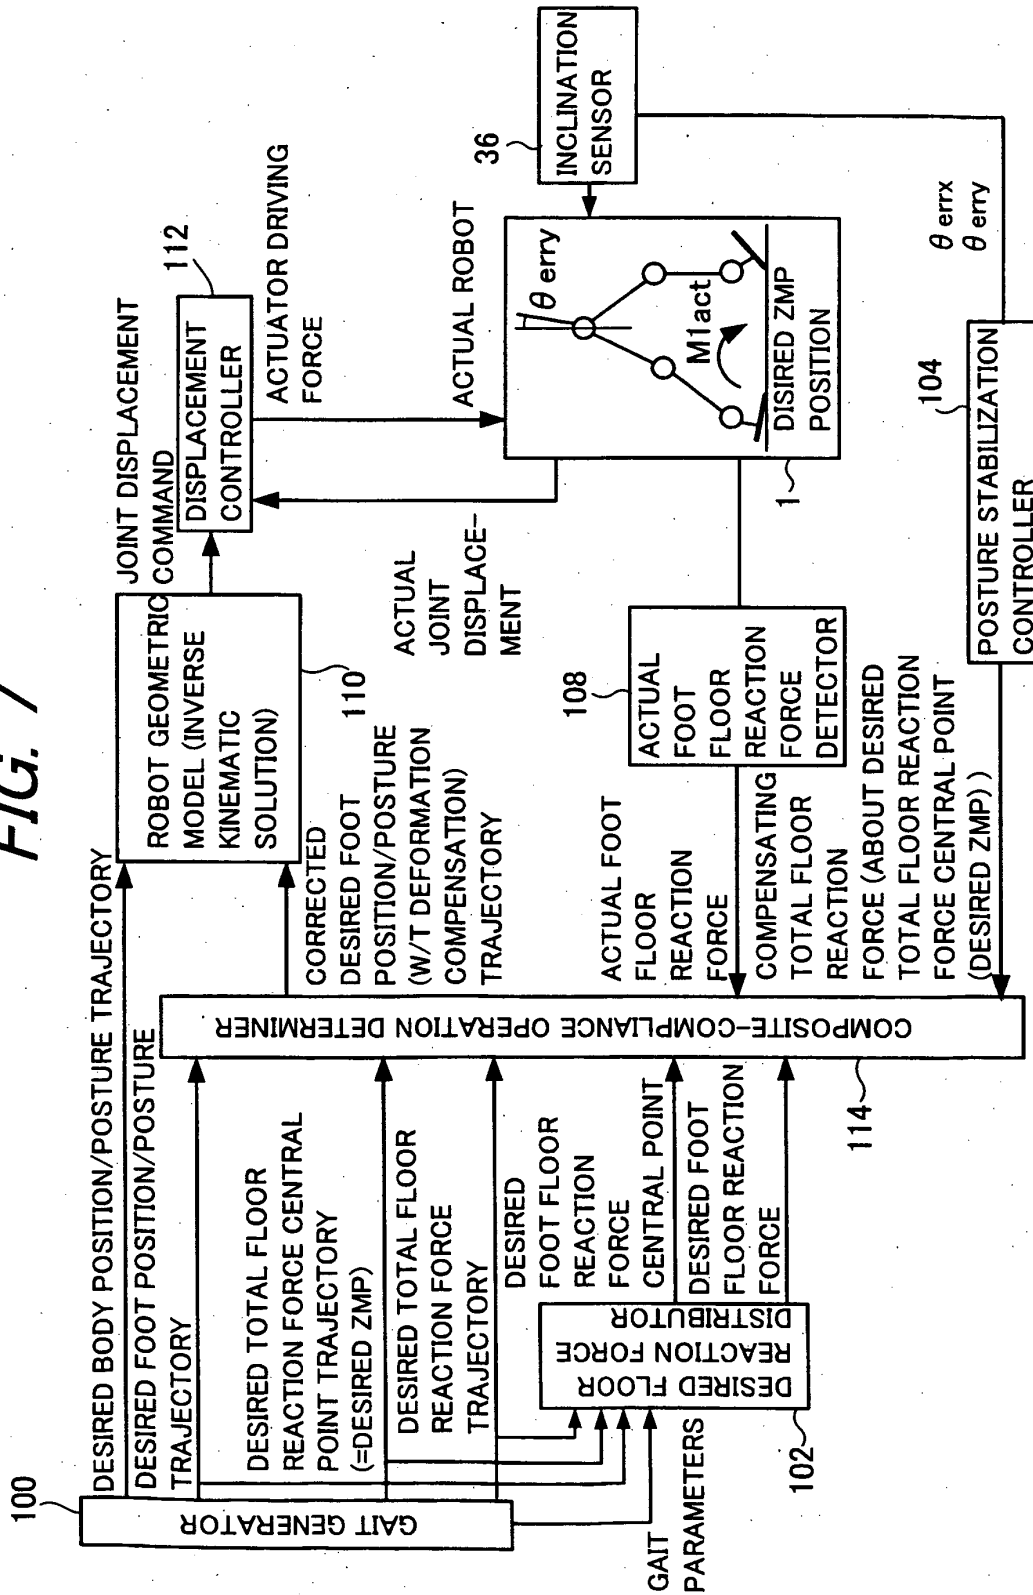 FIG. 7
100
GAIT GENERATOR
DESIRED BODY POSITION/POSTURE TRAJECTORY
DESIRED FOOT POSITION/POSTURE
TRAJECTORY
DESIRED TOTAL FLOOR
REACTION FORCE CENTRAL
POINT TRAJECTORY
(=DESIRED ZMP)
DESIRED TOTAL FLOOR
REACTION FORCE
TRAJECTORY
GAIT
PARAMETERS
102
DESIRED FLOOR
REACTION FORCE
DISTRIBUTOR
DESIRED
FOOT FLOOR
REACTION
FORCE
CENTRAL POINT
DESIRED FOOT
FLOOR REACTION
FORCE
114
COMPOSITE-COMPLIANCE OPERATION DETERMINER
CORRECTED
DESIRED FOOT
POSITION/POSTURE
(W/T DEFORMATION
COMPENSATION)
TRAJECTORY
ROBOT GEOMETRIC
MODEL (INVERSE
KINEMATIC
SOLUTION)
110
JOINT DISPLACEMENT
COMMAND
DISPLACEMENT
CONTROLLER
112
ACTUATOR DRIVING
FORCE
ACTUAL
JOINT
DISPLACE-
MENT
ACTUAL ROBOT
θ erry
M1act
DISIRED ZMP
POSITION
1
36
INCLINATION
SENSOR
θ errx
θ erry
108
ACTUAL
FOOT
FLOOR
REACTION
FORCE
DETECTOR
ACTUAL FOOT
FLOOR
REACTION
FORCE
COMPENSATING
TOTAL FLOOR
REACTION
FORCE (ABOUT DESIRED
TOTAL FLOOR REACTION
FORCE CENTRAL POINT
(DESIRED ZMP))
104
POSTURE STABILIZATION
CONTROLLER